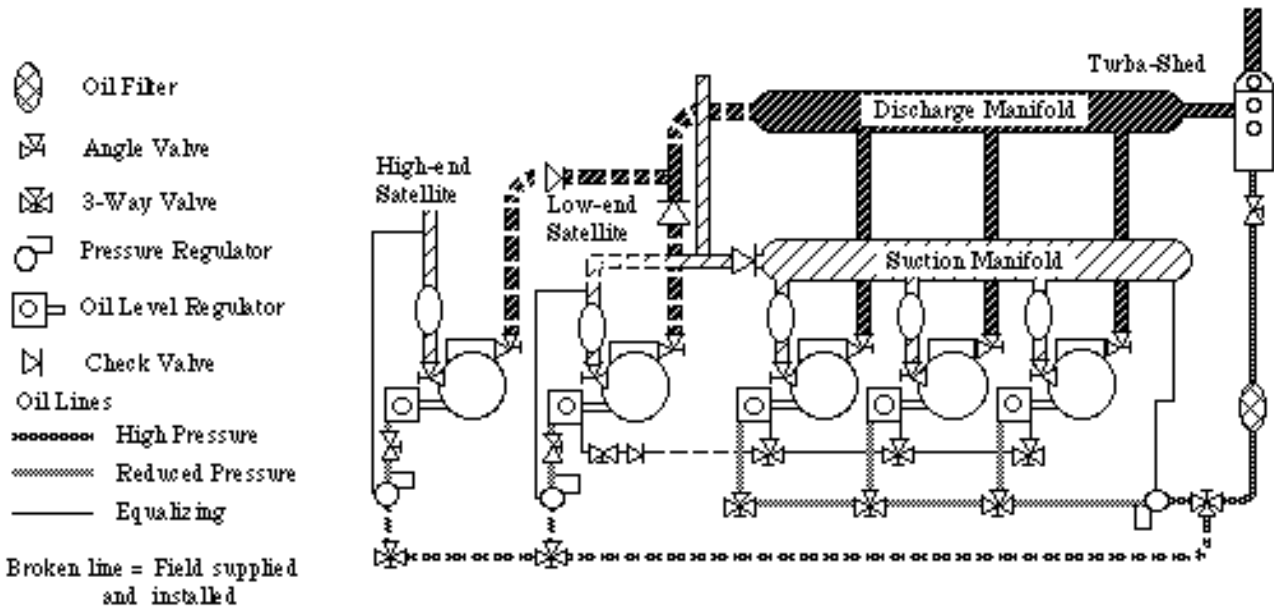 Oil Filter
Angle Valve
3-Way Valve
Pressure Regulator
Oil Level Regulator
Check Valve
Oil Lines
High Pressure
Reduced Pressure
Equalizing
Broken line = Field supplied
and installed
High-end
Satellite
Low-end
Satellite
Turba-Shed
Discharge Manifold
Suction Manifold